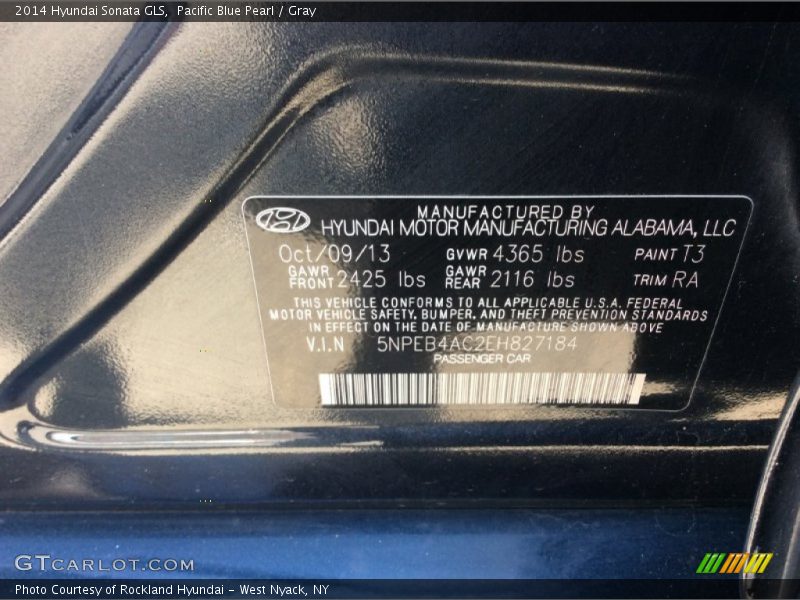 2014 Hyundai Sonata GLS, Pacific Blue Pearl / Gray
MANUFACTURED BY
HYUNDAI MOTOR MANUFACTURING ALABAMA, LLC
Oct/09/13 GVWR 4365 lbs PAINT T3
GAWR FRONT 2425 lbs GAWR REAR 2116 lbs TRIM RA
THIS VEHICLE CONFORMS TO ALL APPLICABLE U.S.A. FEDERAL
MOTOR VEHICLE SAFETY, BUMPER, AND THEFT PREVENTION STANDARDS
IN EFFECT ON THE DATE OF MANUFACTURE SHOWN ABOVE
V.I.N 5NPEB4AC2EH827184
PASSENGER CAR
GTCARLOT.COM
Photo Courtesy of Rockland Hyundai - West Nyack, NY